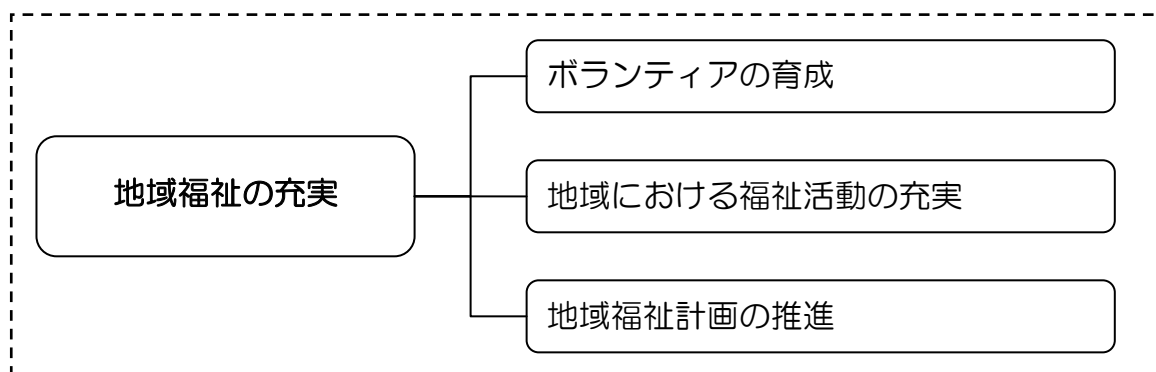 地域福祉の充実
ボランティアの育成
地域における福祉活動の充実
地域福祉計画の推進